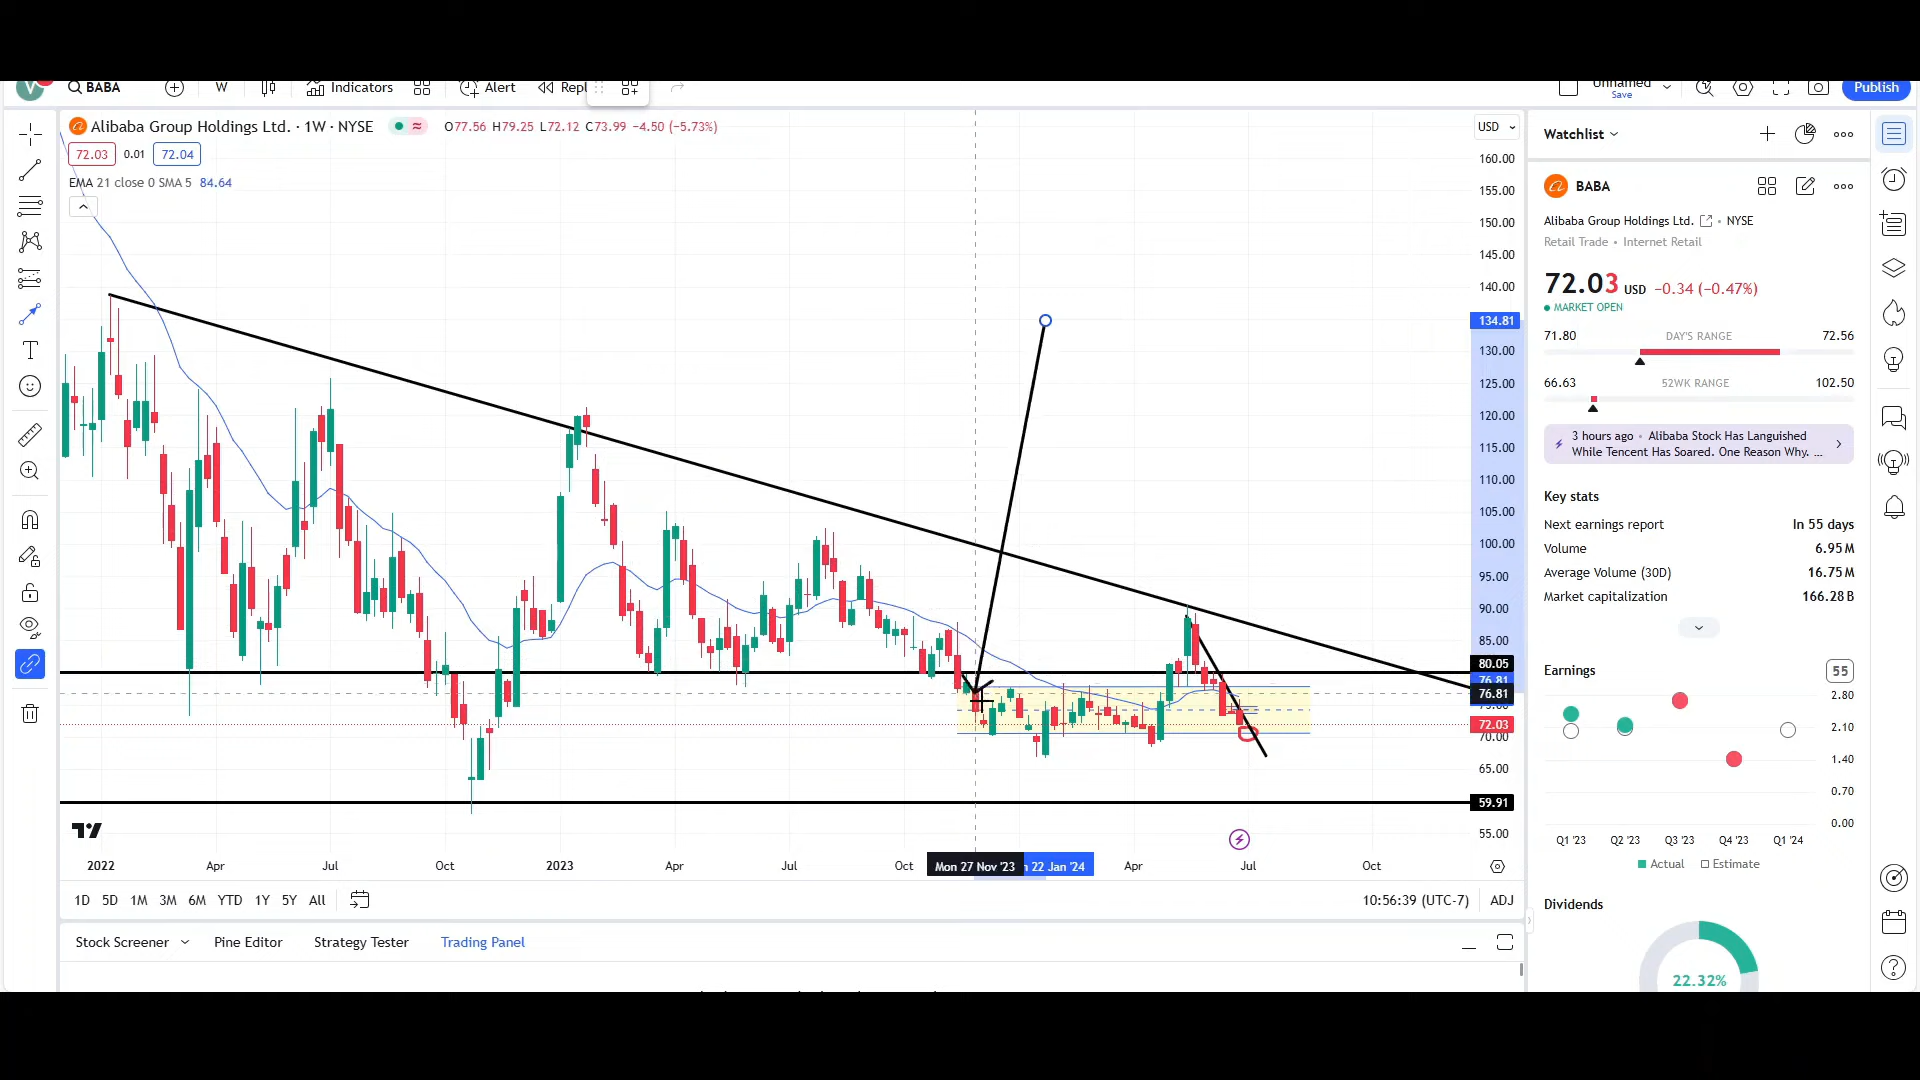 V BABA W Indicators Alert Repl Unnamed Save Publish
Alibaba Group Holdings Ltd. · 1W · NYSE O77.56 H79.25 L72.12 C73.99 −4.50 (−5.73%)
72.03 0.01 72.04
EMA 21 close 0 SMA 5 84.64
USD
160.00
155.00
150.00
145.00
140.00
134.81
130.00
125.00
120.00
115.00
110.00
105.00
100.00
95.00
90.00
85.00
80.05
76.81
76.81
75.00
72.03
70.00
65.00
59.91
55.00
2022 Apr Jul Oct 2023 Apr Jul Oct Mon 27 Nov '23 22 Jan '24 Apr Jul Oct
1D 5D 1M 3M 6M YTD 1Y 5Y All 10:56:39 (UTC-7) ADJ
Stock Screener Pine Editor Strategy Tester Trading Panel
Watchlist
BABA
Alibaba Group Holdings Ltd. • NYSE
Retail Trade • Internet Retail
72.03 USD −0.34 (−0.47%)
MARKET OPEN
71.80 DAY'S RANGE 72.56
66.63 52WK RANGE 102.50
3 hours ago • Alibaba Stock Has Languished
While Tencent Has Soared. One Reason Why. ...
Key stats
Next earnings report In 55 days
Volume 6.95M
Average Volume (30D) 16.75M
Market capitalization 166.28B
Earnings 55
2.80
2.10
1.40
0.70
0.00
Q1 '23 Q2 '23 Q3 '23 Q4 '23 Q1 '24
Actual Estimate
Dividends
22.32%